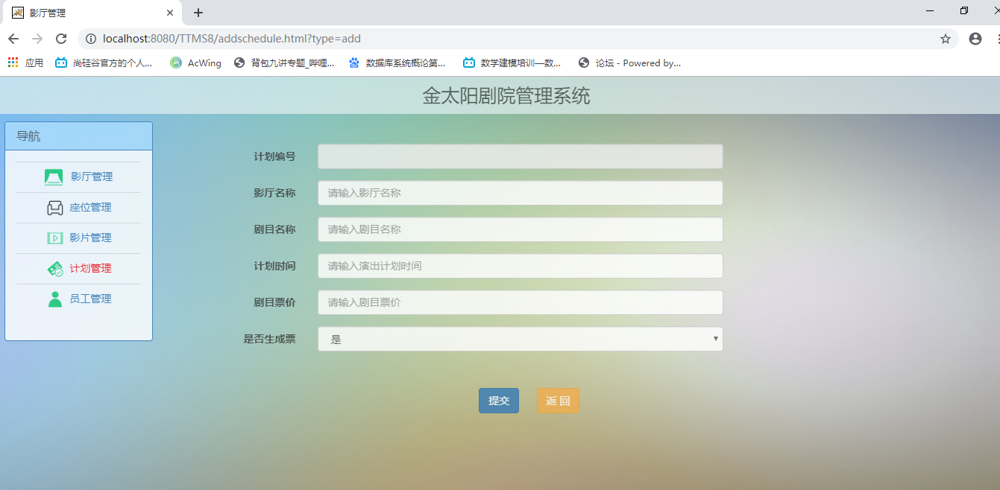 影厅管理
localhost:8080/TTMS8/addschedule.html?type=add
应用 尚硅谷官方的个人... AcWing 背包九讲专题_哔哩... 数据库系统概论第... 数学建模培训—数... 论坛 - Powered by...
金太阳剧院管理系统
导航
影厅管理
座位管理
影片管理
计划管理
员工管理
计划编号
影厅名称 请输入影厅名称
剧目名称 请输入剧目名称
计划时间 请输入演出计划时间
剧目票价 请输入剧目票价
是否生成票 是
提交 返 回